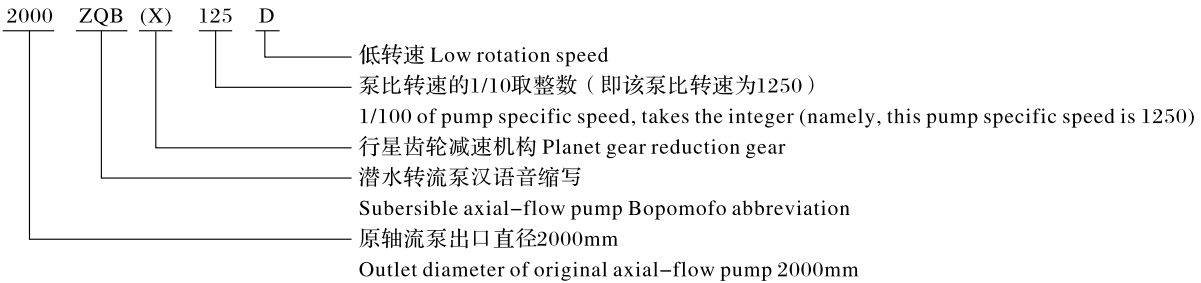 2000 ZQB (X) 125 D
低转速 Low rotation speed
泵比转速的1/10取整数（即该泵比转速为1250）
1/100 of pump specific speed, takes the integer (namely, this pump specific speed is 1250)
行星齿轮减速机构 Planet gear reduction gear
潜水转流泵汉语音缩写
Subersible axial-flow pump Bopomofo abbreviation
原轴流泵出口直径2000mm
Outlet diameter of original axial-flow pump 2000mm